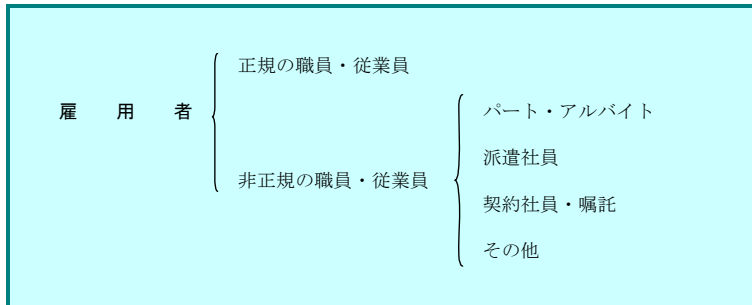 正規の職員・従業員
雇用者
パート・アルバイト
派遣社員
非正規の職員・従業員
契約社員・嘱託
その他